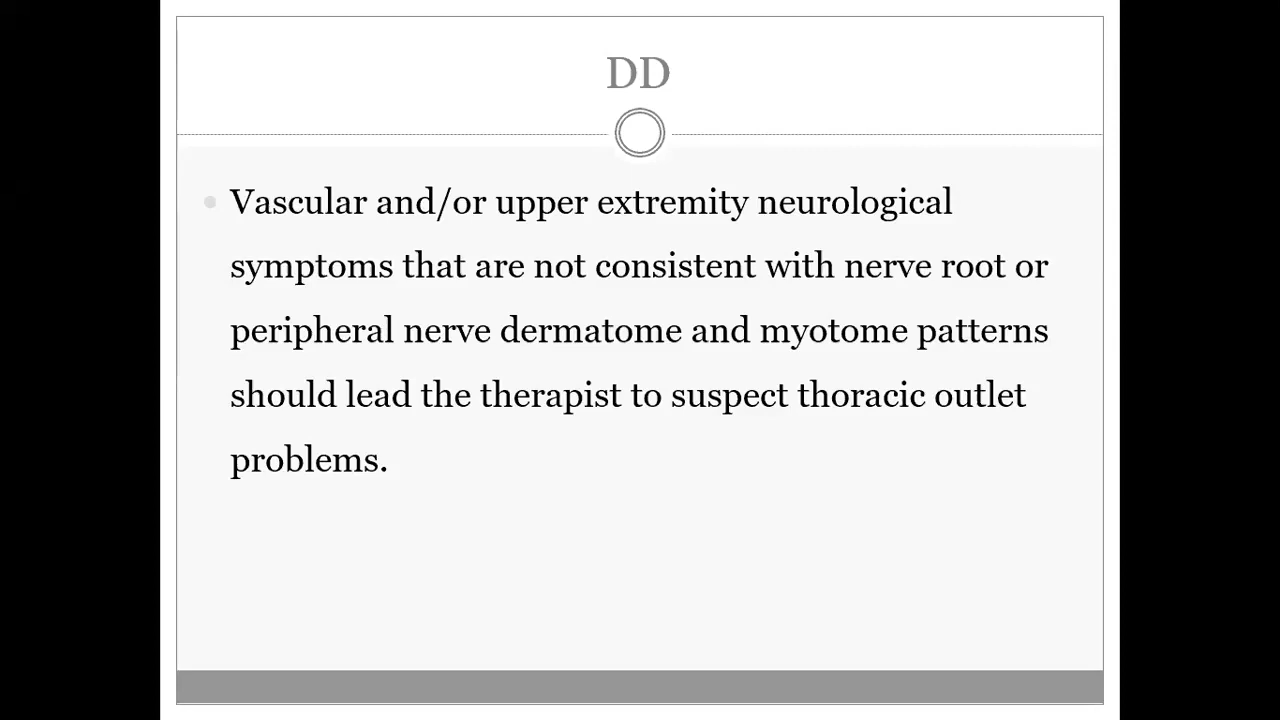 DD
Vascular and/or upper extremity neurological
symptoms that are not consistent with nerve root or
peripheral nerve dermatome and myotome patterns
should lead the therapist to suspect thoracic outlet
problems.